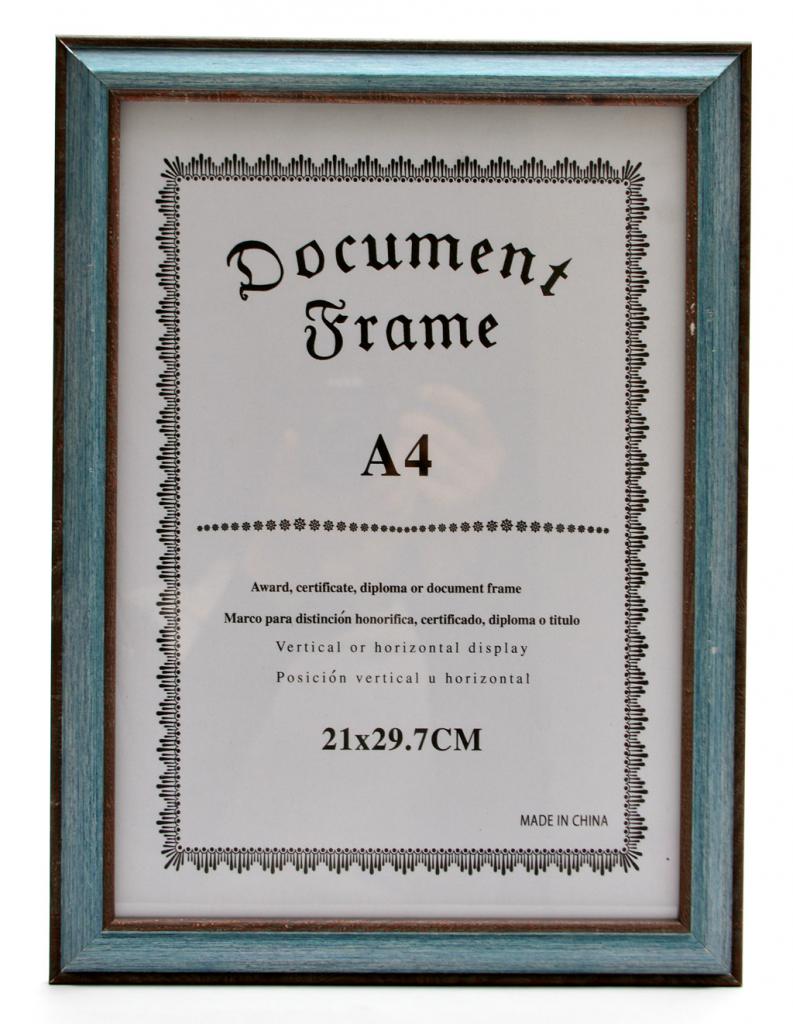 Document
Frame
A4
Award, certificate, diploma or document frame
Marco para distinción honorifica, certificado, diploma o titulo
Vertical or horizontal display
Posición vertical u horizontal
21x29.7CM
MADE IN CHINA